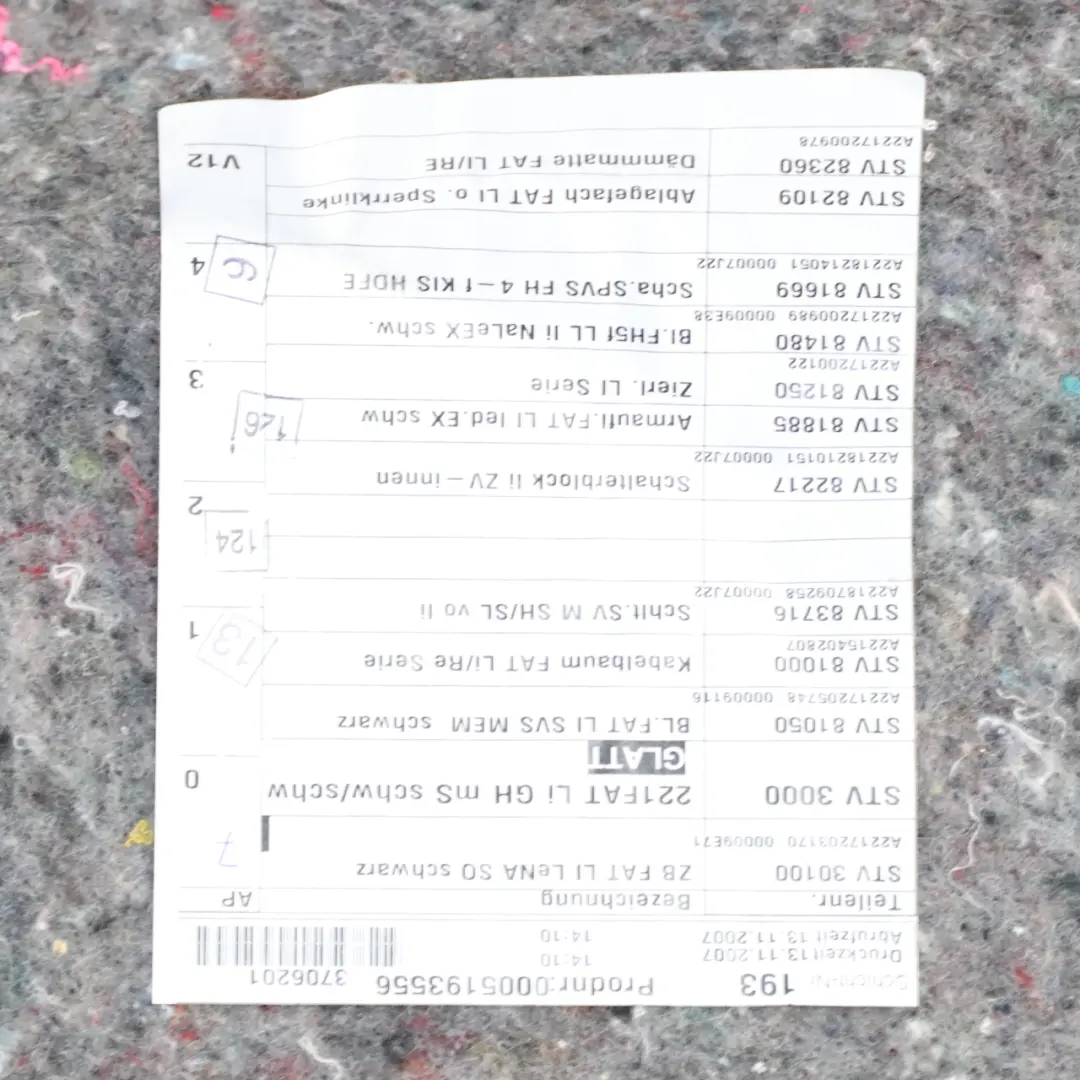 Schicht-Nr 193 Prodnr:0005193556 3706201
Druckzeit 13.11.2007 14:10
Abrufzeit 13.11.2007 14:10
Teilenr. Bezeichnung AP
STV 30100 ZB FAT LI LeNA SO schwarz 7
A2217203170 00009E71
STV 3000 221FAT Li GH mS schw/schw 0
GLATT
STV 81050 BL.FAT LI SVS MEM schwarz
A2217205748 00009116
STV 81000 Kabelbaum FAT Li/Re Serie
A2215402807
13 1
STV 83716 Schlt.SV M SH/SL vo li
A2218709258 00007J22
124
2
STV 82217 Schalterblock li ZV-innen
A2218210151 00007J22
STV 81885 Armaufl.FAT LI led.EX schw 126
STV 81250 Zierl. LI Serie 3
A2217200122
STV 81480 Bl.FH5f LL li NaLeEX schw.
A2217200989 00009E38
STV 81669 Scha.SPVS FH 4-f KIS HDFE 6 4
A2218214051 00007J22
STV 82109 Ablagefach FAT LI o. Sperrklinke
STV 82360 Dämmmatte FAT LI/RE V12
A2217200978